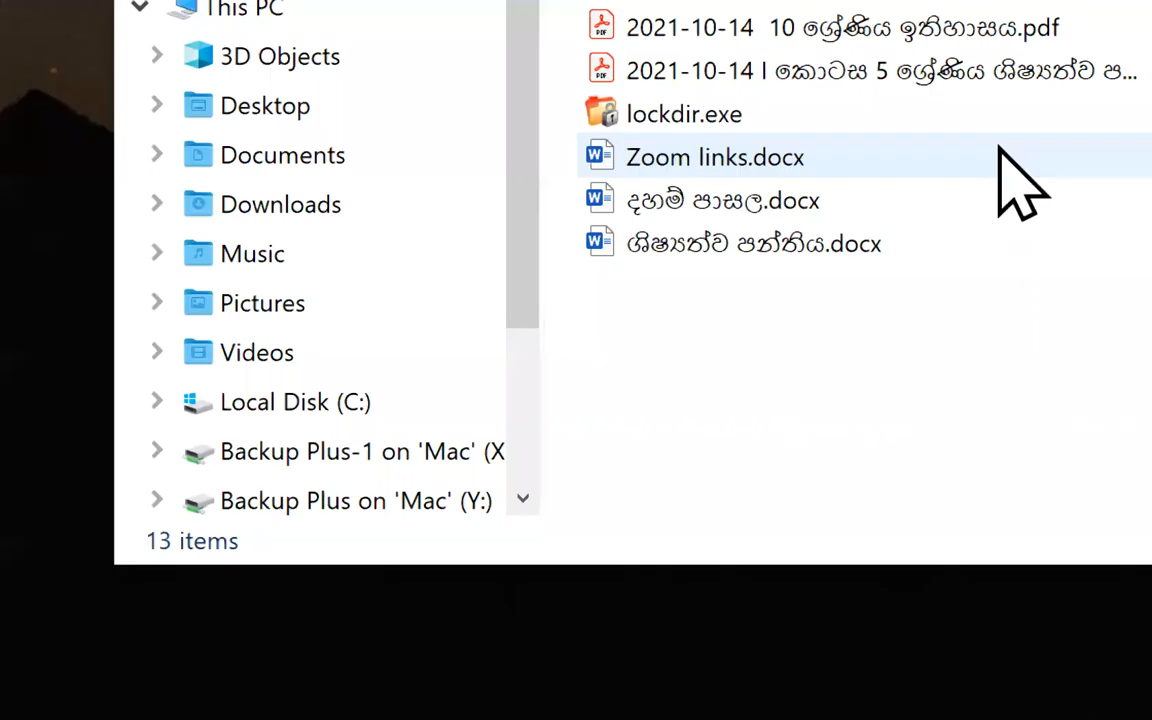 This PC
3D Objects
Desktop
Documents
Downloads
Music
Pictures
Videos
Local Disk (C:)
Backup Plus-1 on 'Mac' (X
Backup Plus on 'Mac' (Y:)
13 items
2021-10-14  10 ශ්‍රේණිය ඉතිහාසය.pdf
2021-10-14 I කොටස 5 ශ්‍රේණිය ශිෂ්‍යත්ව ප...
lockdir.exe
Zoom links.docx
දහම් පාසල.docx
ශිෂ්‍යත්ව පන්තිය.docx